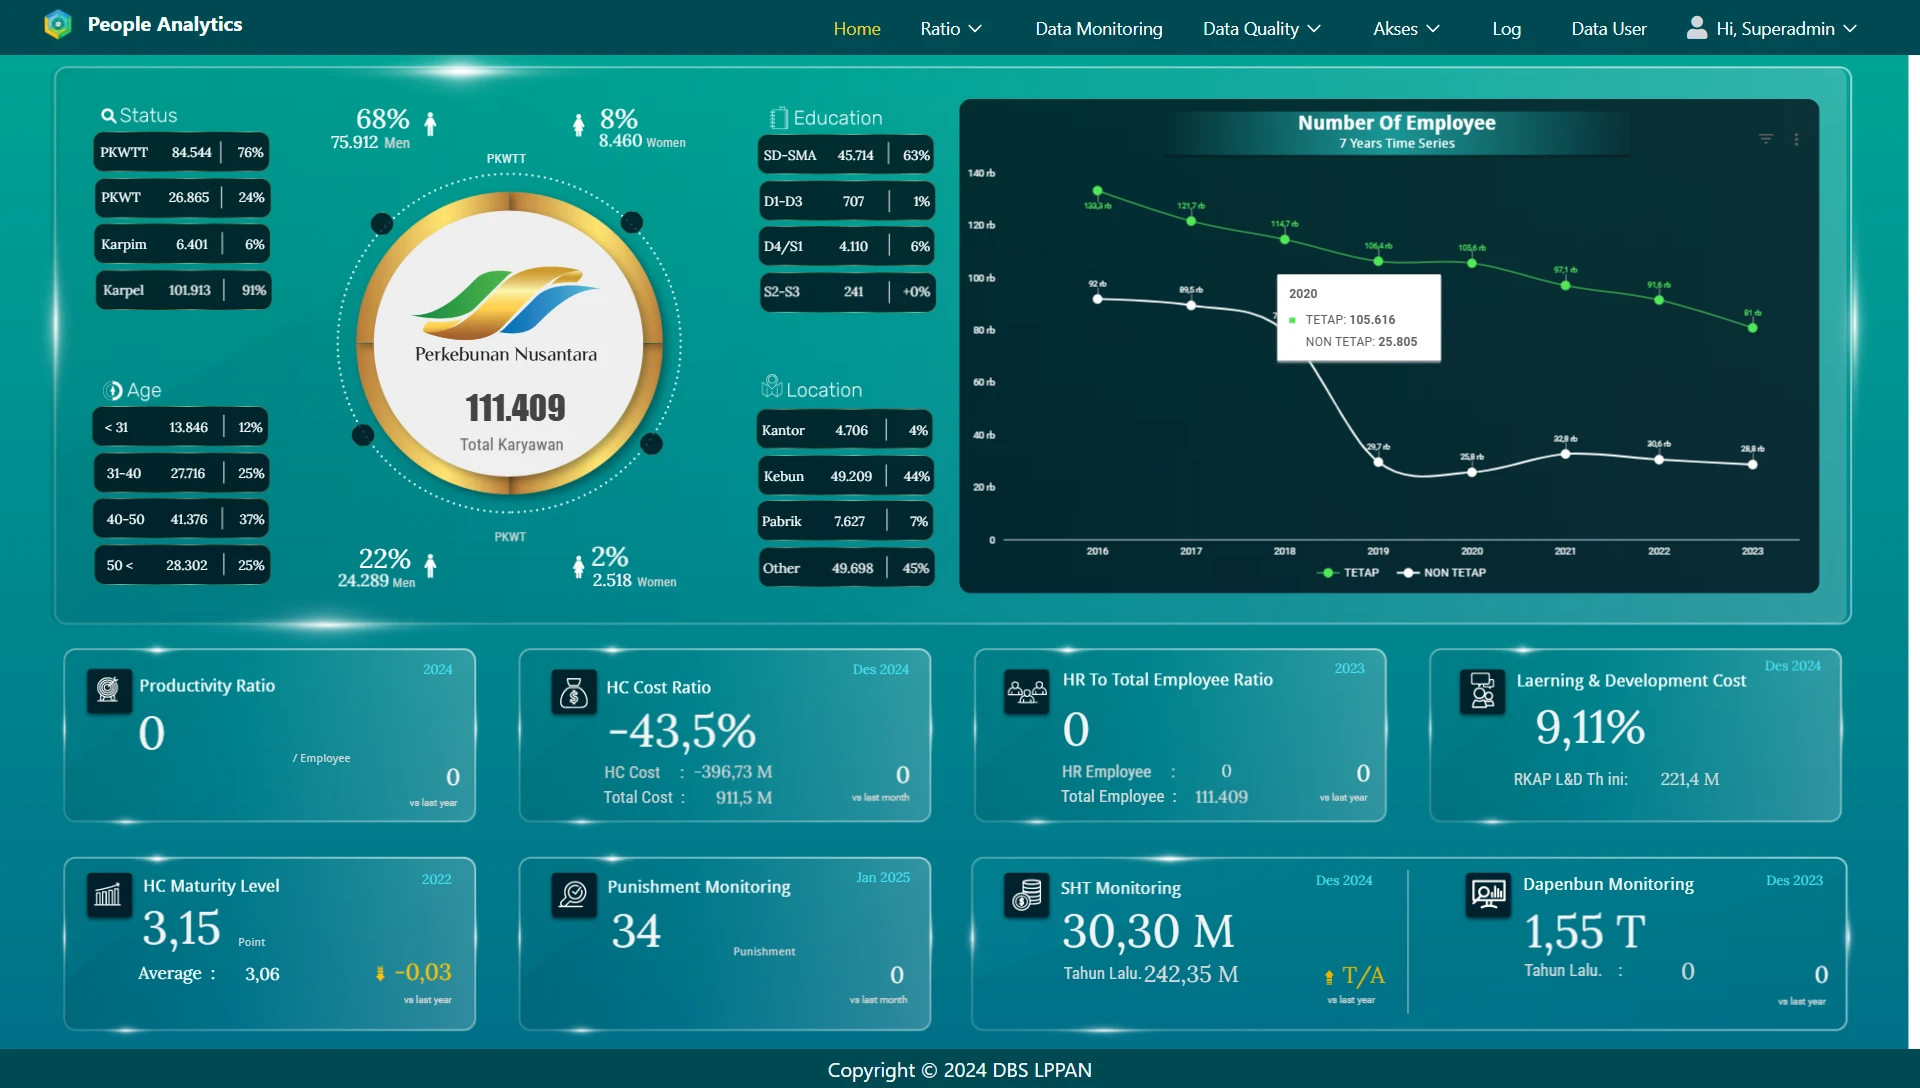 People Analytics
Home Ratio Data Monitoring Data Quality Akses Log Data User Hi, Superadmin
Status
PKWTT 84.544 76%
PKWT 26.865 24%
Karpim 6.401 6%
Karpel 101.913 91%
Age
< 31 13.846 12%
31-40 27.716 25%
40-50 41.376 37%
50 < 28.302 25%
68%
75.912 Men
8%
8.460 Women
PKWTT
Perkebunan Nusantara
111.409
Total Karyawan
PKWT
22%
24.289 Men
2%
2.518 Women
Education
SD-SMA 45.714 63%
D1-D3 707 1%
D4/S1 4.110 6%
S2-S3 241 +0%
Location
Kantor 4.706 4%
Kebun 49.209 44%
Pabrik 7.627 7%
Other 49.698 45%
Number Of Employee
7 Years Time Series
140 rb
120 rb
100 rb
80 rb
60 rb
40 rb
20 rb
0
133,3 rb 121,7 rb 114,7 rb 106,4 rb 105,6 rb 97,1 rb 91,6 rb 81 rb
92 rb 89,5 rb 29,7 rb 25,8 rb 32,8 rb 30,6 rb 28,8 rb
2020
TETAP: 105.616
NON TETAP: 25.805
2016 2017 2018 2019 2020 2021 2022 2023
TETAP NON TETAP
Productivity Ratio 2024
0
/ Employee
0
vs last year
HC Cost Ratio Des 2024
-43,5%
HC Cost : -396,73 M
Total Cost : 911,5 M
0
vs last month
HR To Total Employee Ratio 2023
0
HR Employee : 0
Total Employee : 111.409
0
vs last year
Laerning & Development Cost Des 2024
9,11%
RKAP L&D Th ini: 221,4 M
HC Maturity Level 2022
3,15 Point
Average : 3,06
-0,03
vs last year
Punishment Monitoring Jan 2025
34
Punishment
0
vs last month
SHT Monitoring Des 2024
30,30 M
Tahun Lalu. 242,35 M
T/A
vs last year
Dapenbun Monitoring Des 2023
1,55 T
Tahun Lalu. : 0
0
vs last year
Copyright © 2024 DBS LPPAN